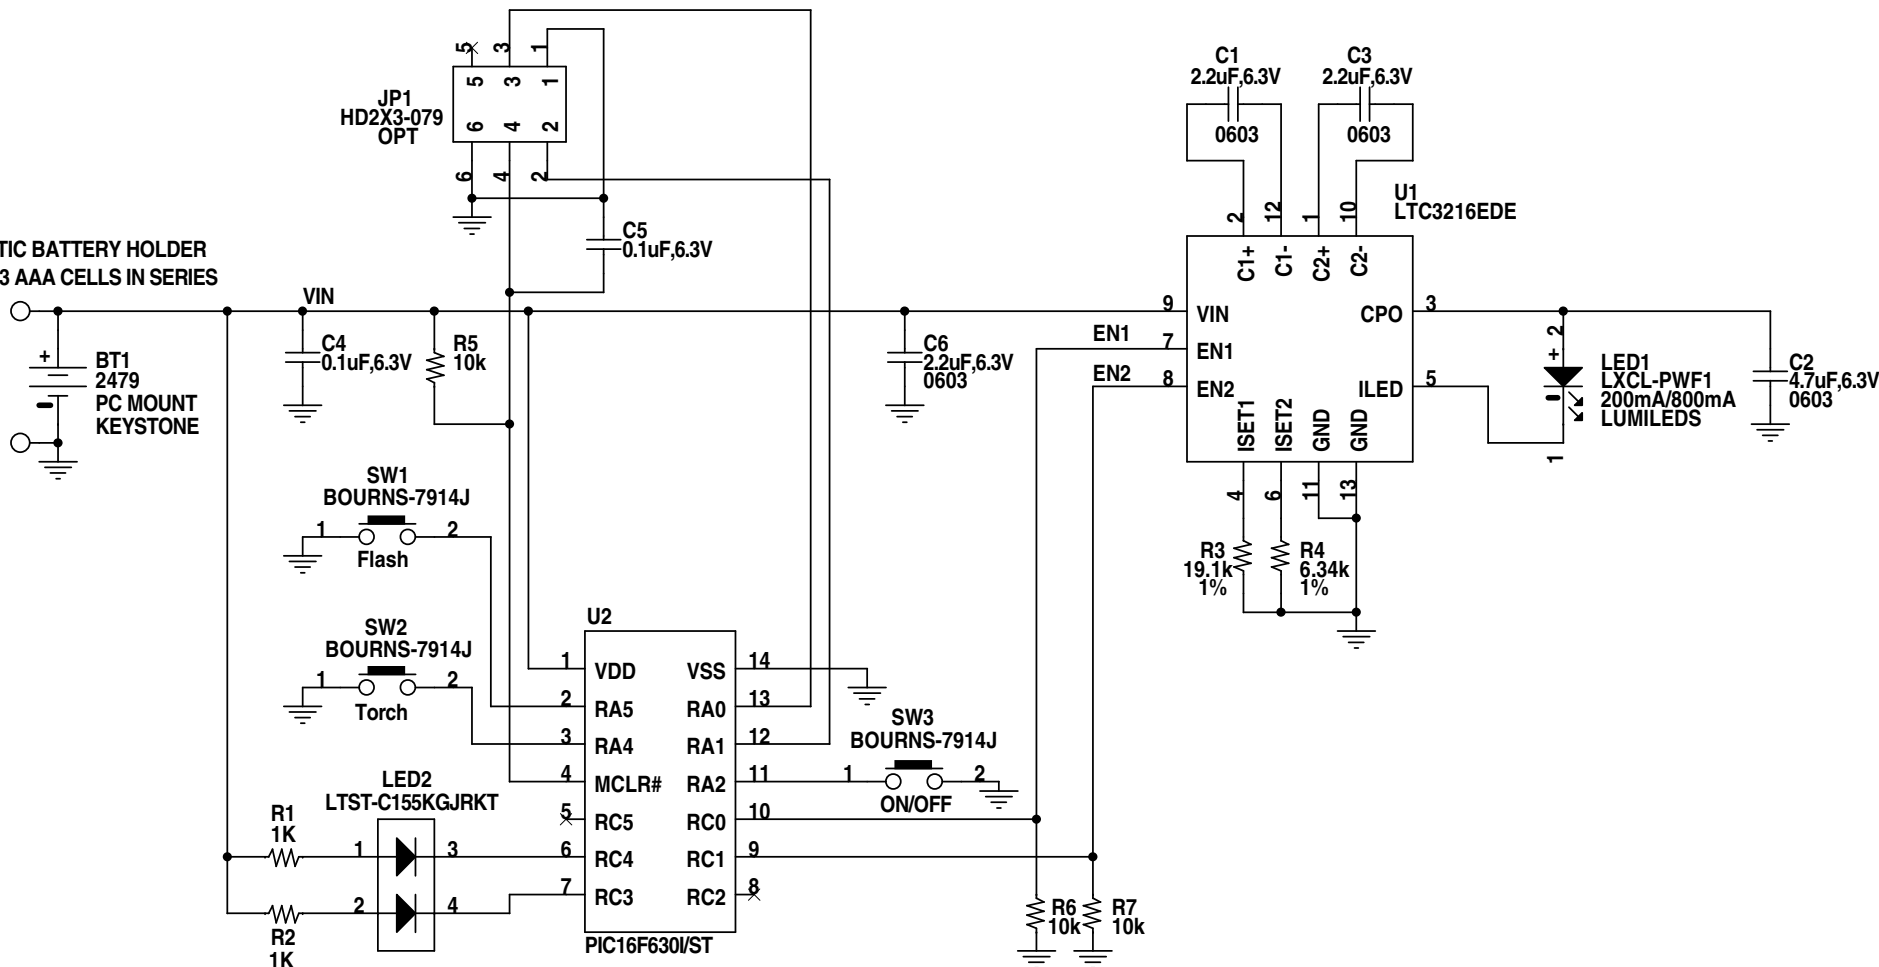 5
3
1
5
3
1
JP1
HD2X3-079
OPT
6
4
2
6
4
2
C5
0.1uF,6.3V
TIC BATTERY HOLDER
3 AAA CELLS IN SERIES
VIN
+
BT1
2479
PC MOUNT
KEYSTONE
C4
0.1uF,6.3V
R5
10k
C6
2.2uF,6.3V
0603
C1
2.2uF,6.3V
0603
C3
2.2uF,6.3V
0603
U1
LTC3216EDE
2
12
1
10
C1+
C1-
C2+
C2-
9
VIN
CPO
3
EN1
7
EN1
EN2
8
EN2
ILED
5
ISET1
ISET2
GND
GND
4
6
11
13
R3
19.1k
1%
R4
6.34k
1%
2
+
LED1
LXCL-PWF1
200mA/800mA
LUMILEDS
1
C2
4.7uF,6.3V
0603
SW1
BOURNS-7914J
1
2
Flash
SW2
BOURNS-7914J
1
2
Torch
U2
1
VDD
VSS
14
2
RA5
RA0
13
3
RA4
RA1
12
4
MCLR#
RA2
11
5
RC5
RC0
10
6
RC4
RC1
9
7
RC3
RC2
8
PIC16F630I/ST
SW3
BOURNS-7914J
1
2
ON/OFF
LED2
LTST-C155KGJRKT
R1
1K
1
3
2
4
R2
1K
R6
10k
R7
10k